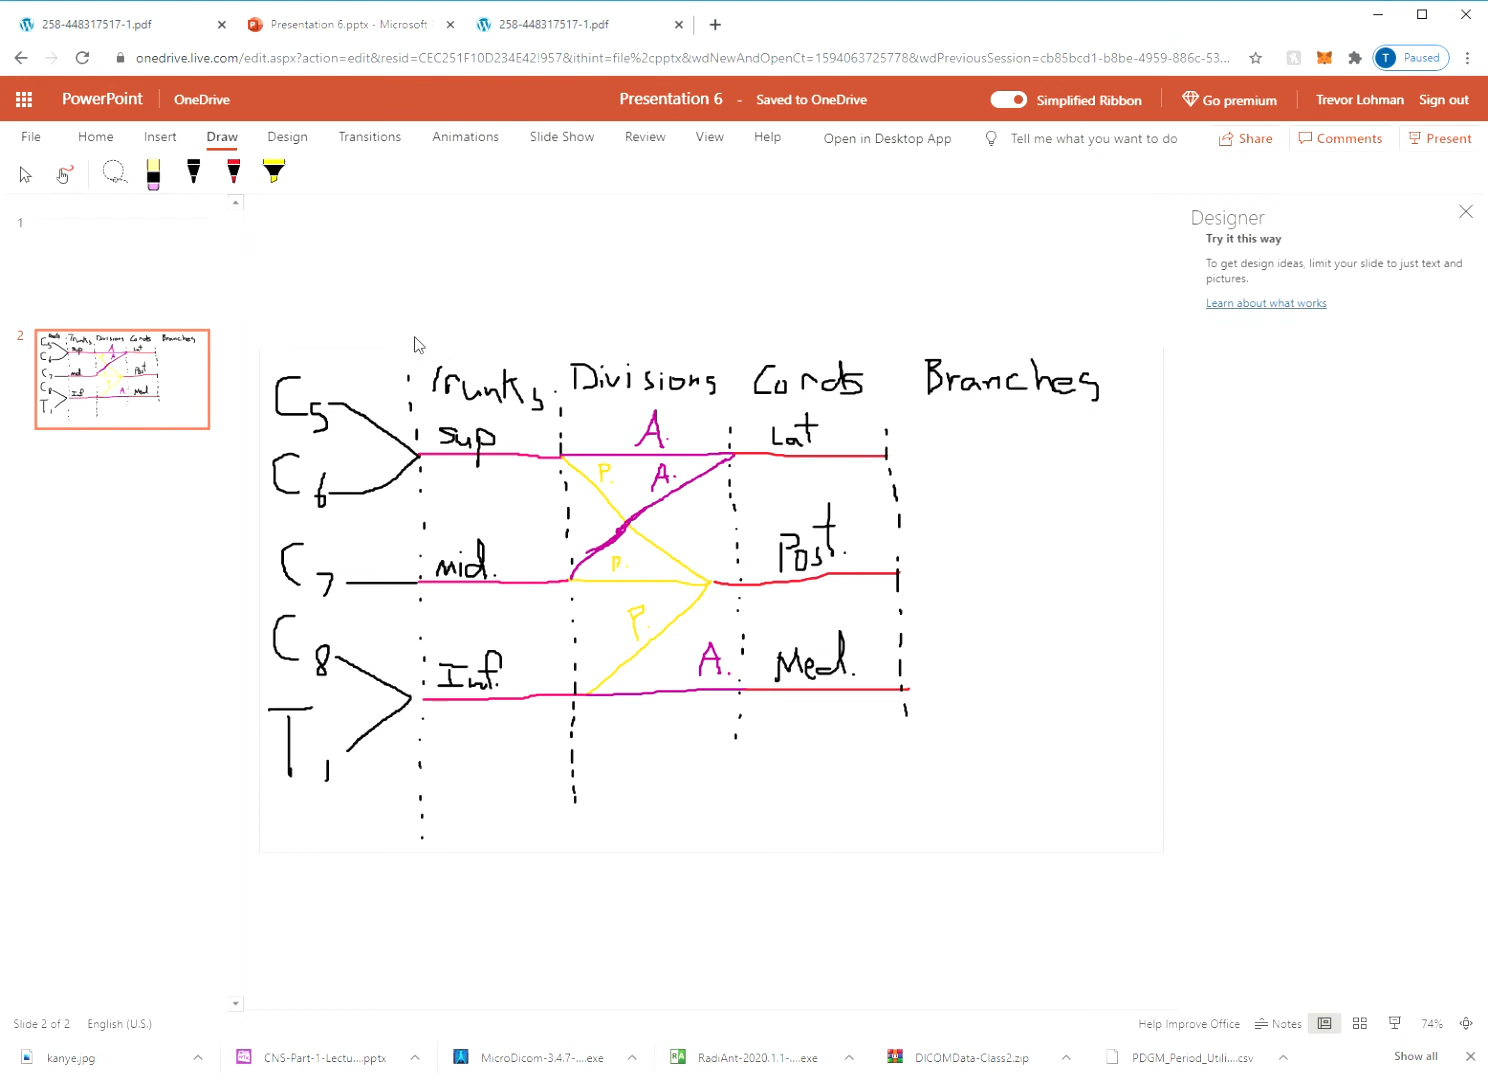 258-448317517-1.pdf
Presentation 6.pptx - Microsoft
258-448317517-1.pdf
onedrive.live.com/edit.aspx?action=edit&resid=CEC251F10D234E42!957&ithint=file%2cpptx&wdNewAndOpenCt=1594063725778&wdPreviousSession=cb85bcd1-b8be-4959-886c-53...
T Paused
PowerPoint OneDrive Presentation 6 - Saved to OneDrive Simplified Ribbon Go premium Trevor Lohman Sign out
File Home Insert Draw Design Transitions Animations Slide Show Review View Help Open in Desktop App Tell me what you want to do Share Comments Present
1
Designer
Try it this way
To get design ideas, limit your slide to just text and
pictures.
Learn about what works
2
Trunks Divisions Cords Branches
C5 Sup A. Lat
P. A.
C6
C7 mid. P. Post.
C8 Inf. P. A. Med.
T1
Slide 2 of 2 English (U.S.) Help Improve Office Notes 74%
kanye.jpg CNS-Part-1-Lectu....pptx MicroDicom-3.4.7-....exe RadiAnt-2020.1.1-....exe DICOMData-Class2.zip PDGM_Period_Utili....csv Show all